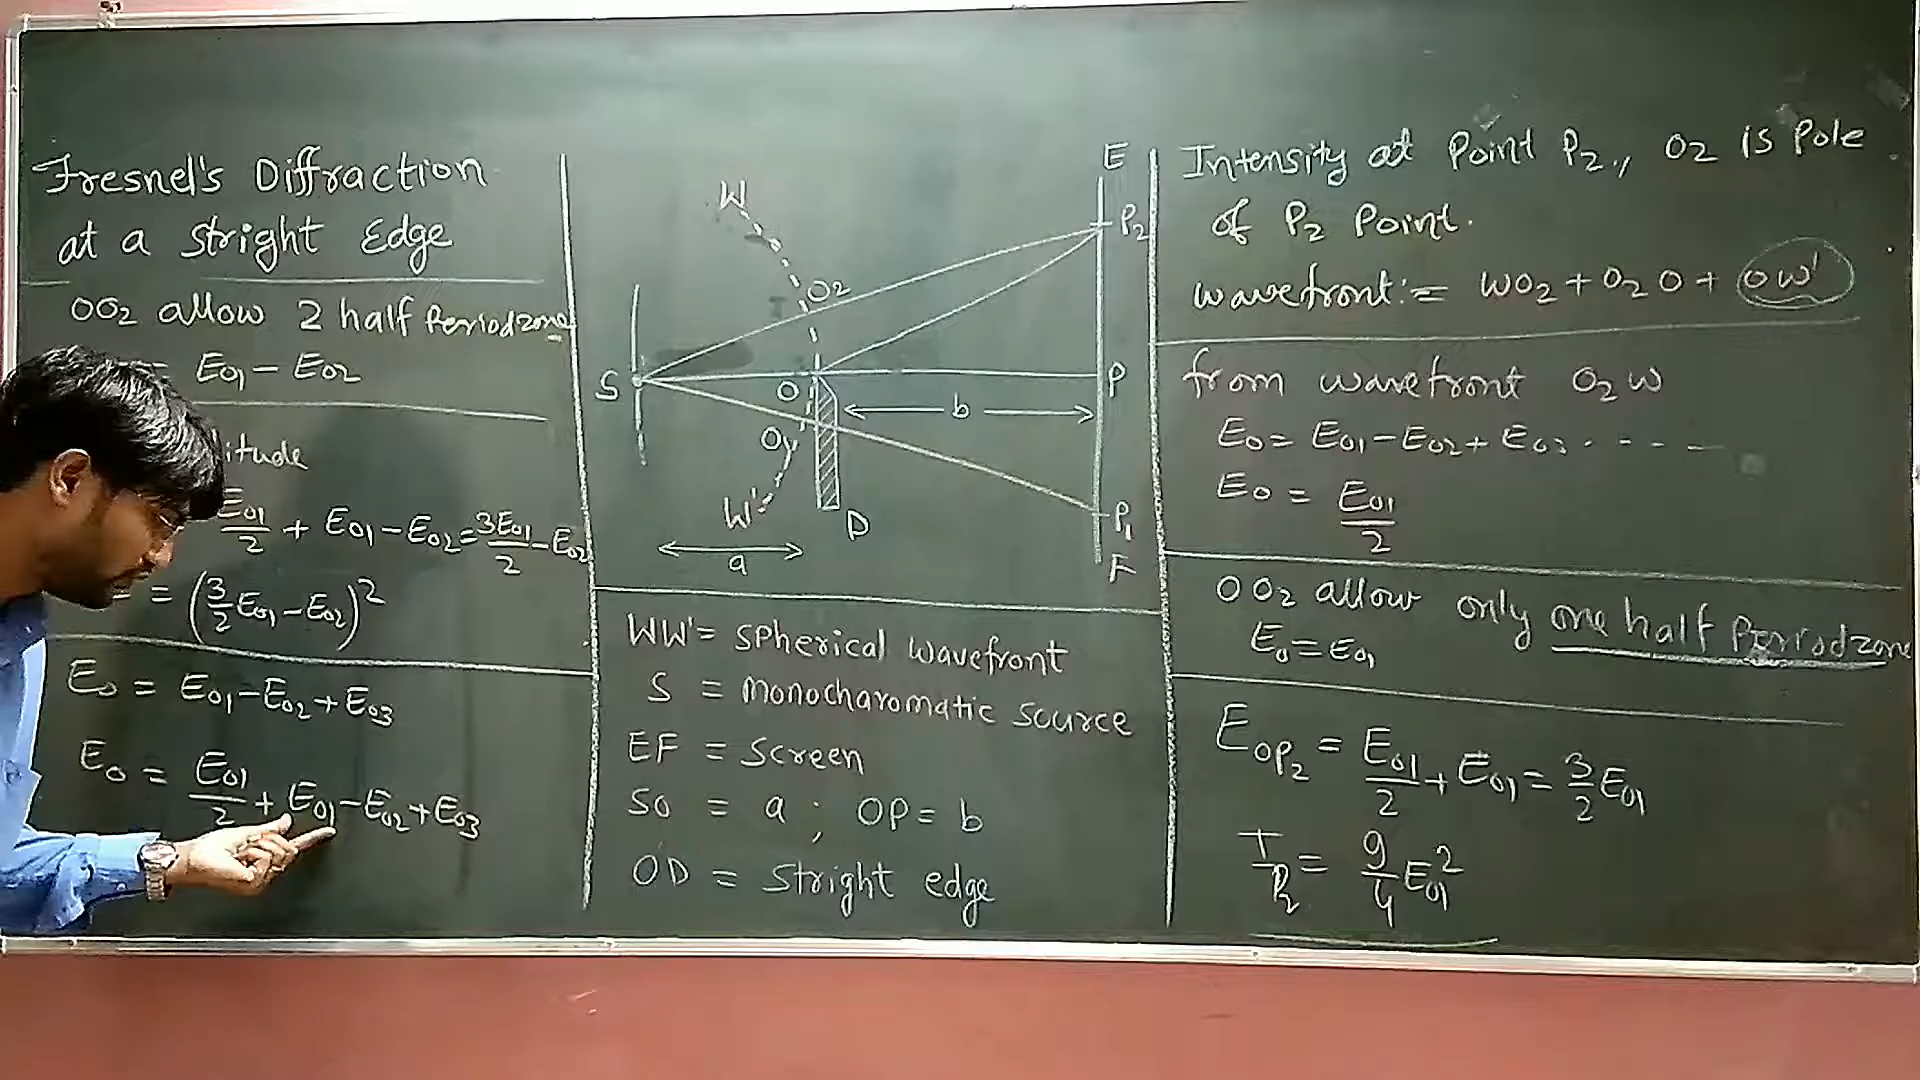 Fresnel's Diffraction
at a Stright Edge
OO2 allow 2 half Periodzone
= E01 - E02
itude
E01/2 + E01 - E02 = 3E01/2 - E02
= (3/2 E01 - E02)^2
E0 = E01 - E02 + E03
E0 = E01/2 + E01 - E02 + E03
W
O2
S
O
O1
W'
a
b
D
E
P2
P
P1
F
WW' = Spherical wavefront
S = Monocharomatic Source
EF = Screen
SO = a ; OP = b
OD = Stright edge
Intensity at Point P2, O2 is Pole
of P2 Point.
wavefront:= WO2 + O2O + OW'
from wavefront O2W
E0 = E01 - E02 + E03 - - - -
E0 = E01/2
OO2 allow only one half Periodzone
E0 = E01
EOP2 = E01/2 + E01 = 3/2 E01
IP2 = 9/4 E01^2